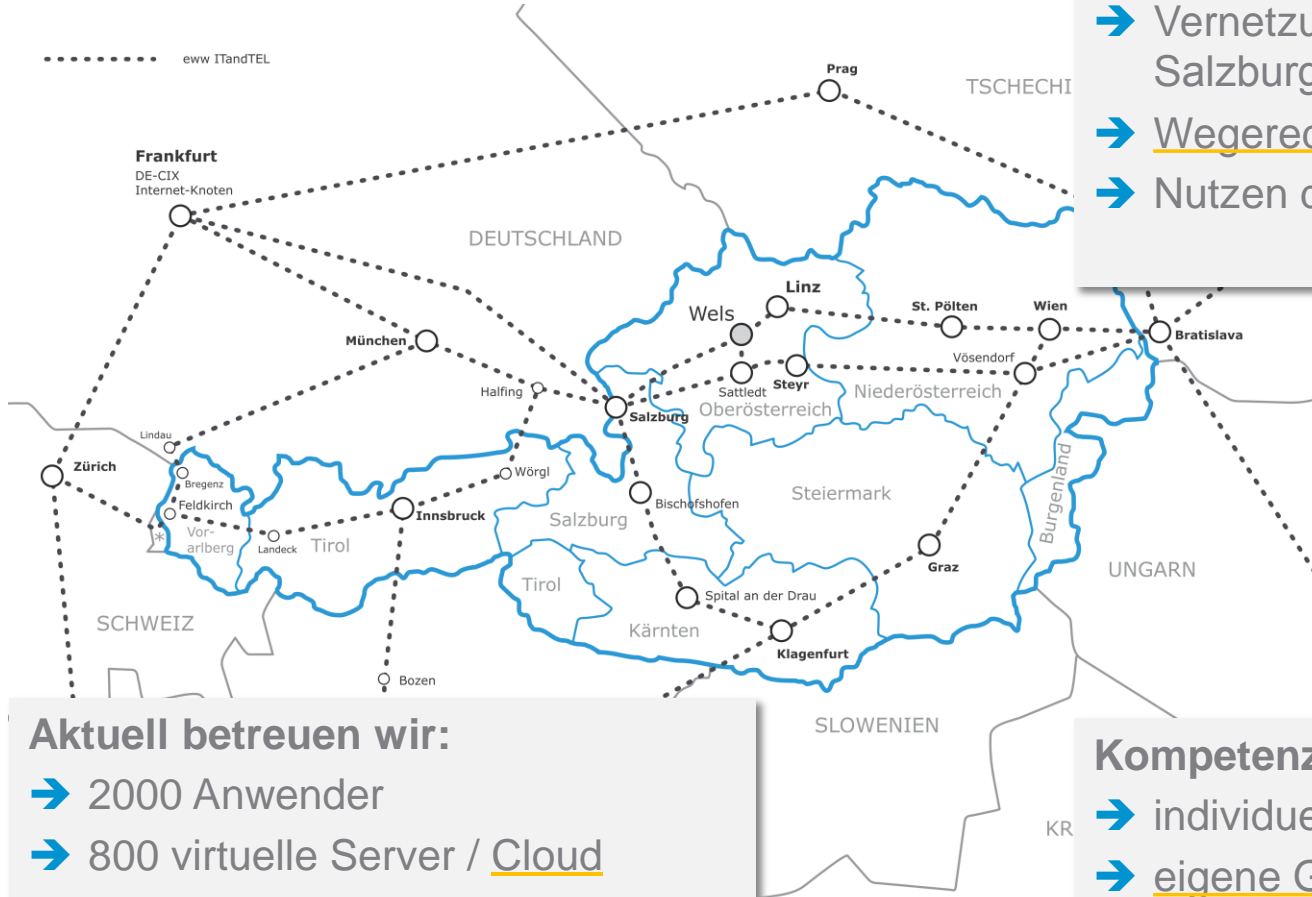 Vernetzu
Salzburg
Wegerec
Nutzen d
eww ITandTEL
Prag
TSCHECHI
Frankfurt
DE-CIX
Internet-Knoten
DEUTSCHLAND
Linz
Wels
St. Pölten
Wien
Bratislava
München
Vösendorf
Halfing
Sattledt
Steyr
Niederösterreich
Oberösterreich
Salzburg
Lindau
Zürich
Bregenz
Wörgl
Feldkirch
Bischofshofen
Steiermark
Burgenland
Innsbruck
Salzburg
Vor-
arlberg
*
Landeck
Tirol
Graz
UNGARN
Tirol
Spital an der Drau
SCHWEIZ
Kärnten
Klagenfurt
Bozen
SLOWENIEN
KR
Aktuell betreuen wir:
➔ 2000 Anwender
➔ 800 virtuelle Server / Cloud
Kompetenz
➔ individue
➔ eigene G